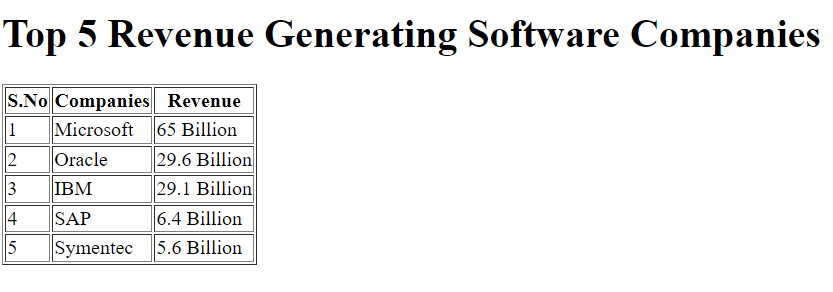 Top 5 Revenue Generating Software Companies
S.No Companies Revenue
1 Microsoft 65 Billion
2 Oracle 29.6 Billion
3 IBM 29.1 Billion
4 SAP 6.4 Billion
5 Symentec 5.6 Billion